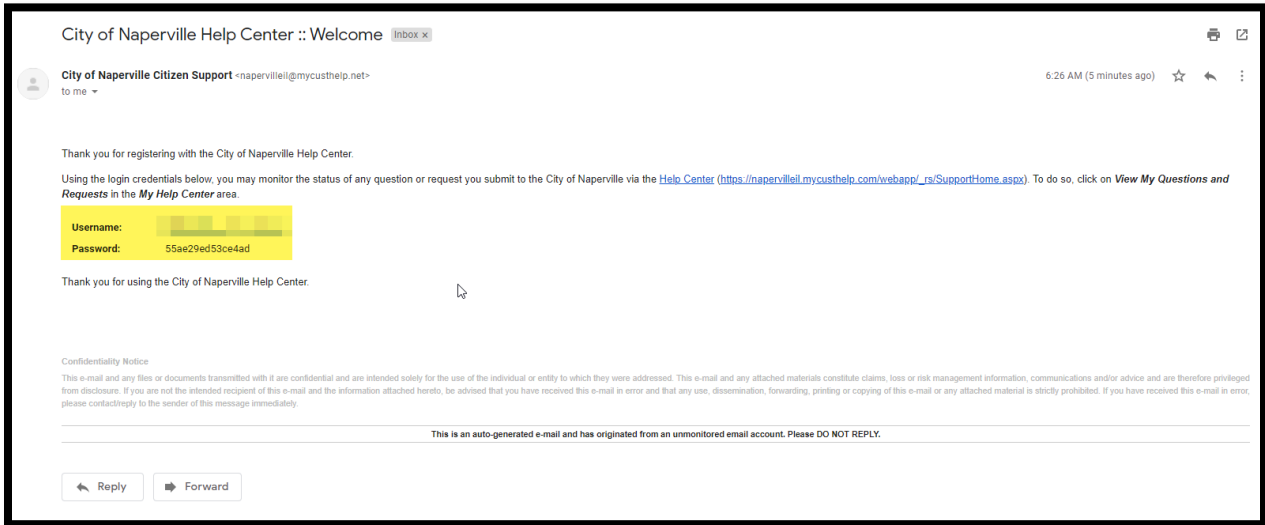 City of Naperville Help Center :: Welcome Inbox x
City of Naperville Citizen Support <napervilleil@mycusthelp.net> 6:26 AM (5 minutes ago)
to me
Thank you for registering with the City of Naperville Help Center.
Using the login credentials below, you may monitor the status of any question or request you submit to the City of Naperville via the Help Center (https://napervilleil.mycusthelp.com/webapp/_rs/SupportHome.aspx). To do so, click on View My Questions and
Requests in the My Help Center area.
Username:
Password: 55ae29ed53ce4ad
Thank you for using the City of Naperville Help Center.
Confidentiality Notice
This e-mail and any files or documents transmitted with it are confidential and are intended solely for the use of the individual or entity to which they were addressed. This e-mail and any attached materials constitute claims, loss or risk management information, communications and/or advice and are therefore privileged
from disclosure. If you are not the intended recipient of this e-mail and the information attached hereto, be advised that you have received this e-mail in error and that any use, dissemination, forwarding, printing or copying of this e-mail or any attached material is strictly prohibited. If you have received this e-mail in error,
please contact/reply to the sender of this message immediately.
This is an auto-generated e-mail and has originated from an unmonitored email account. Please DO NOT REPLY.
Reply Forward